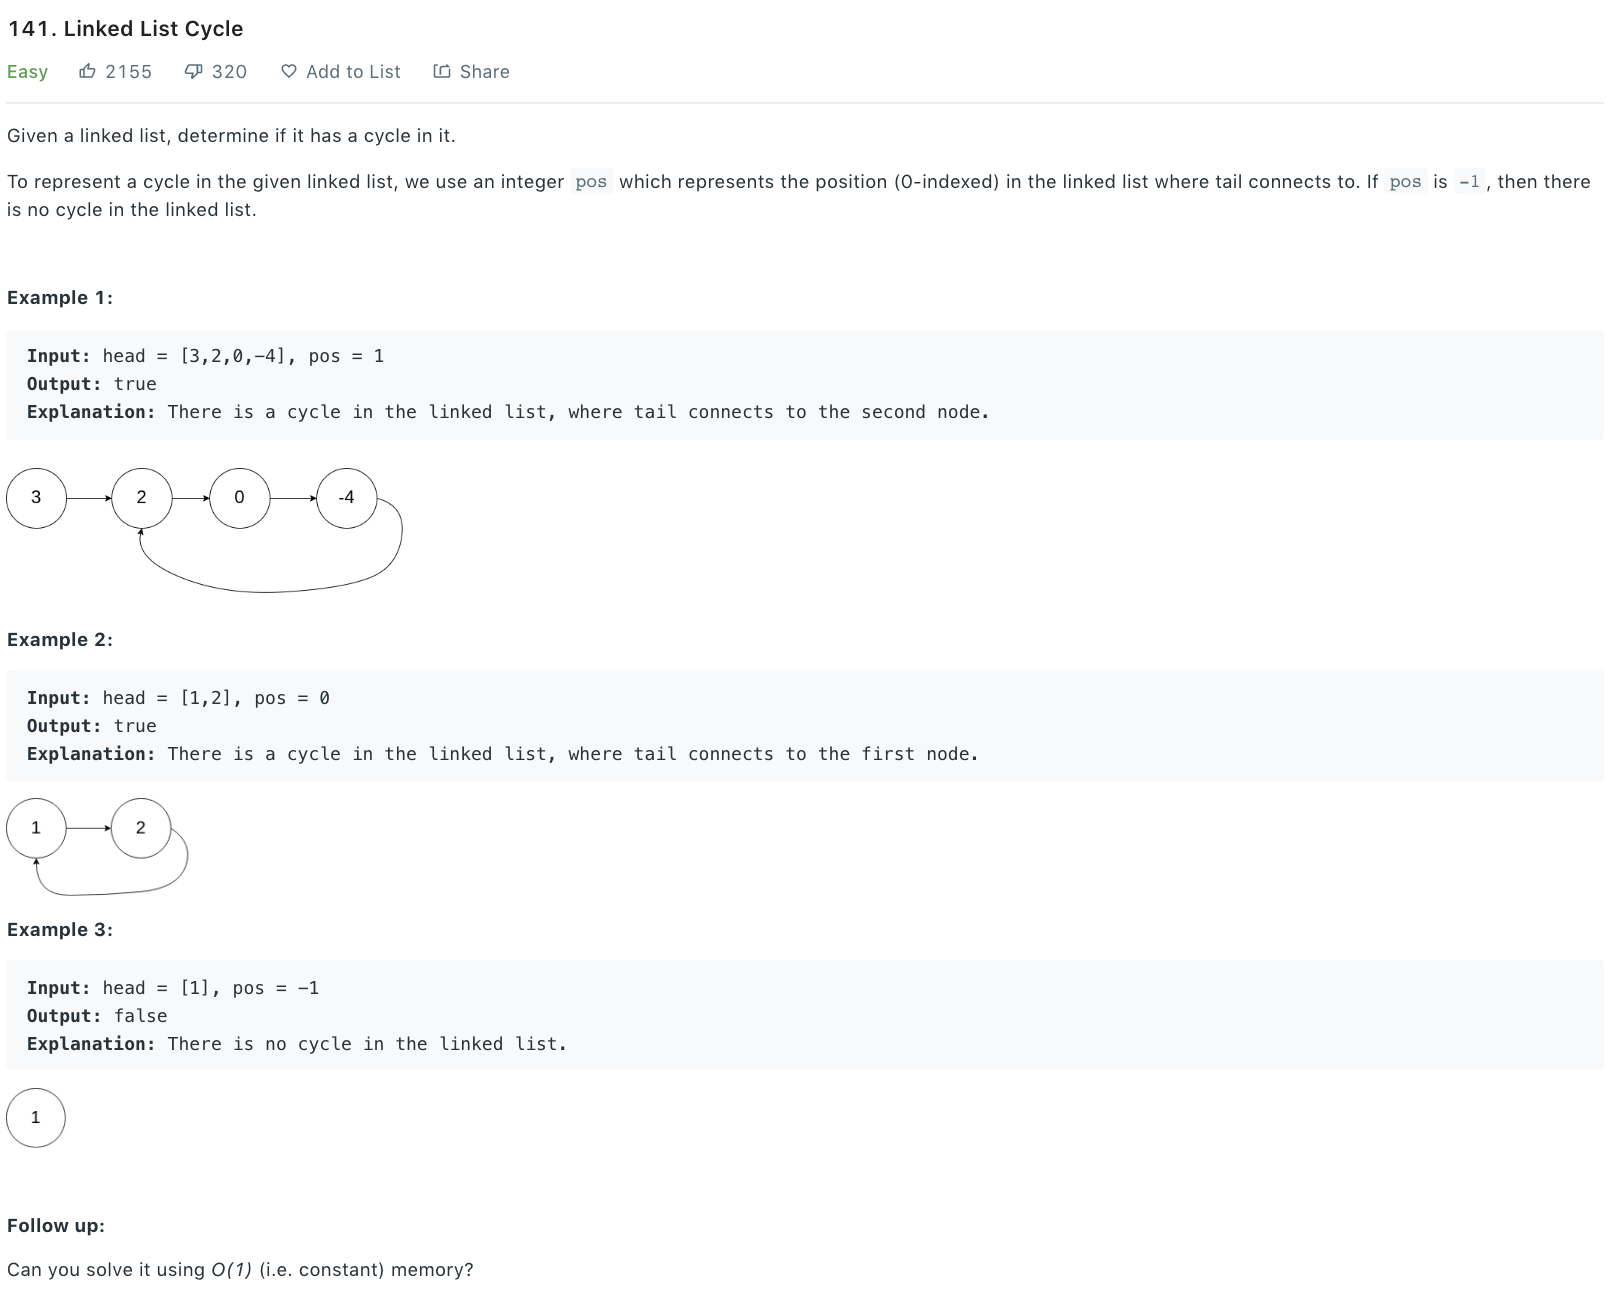 141. Linked List Cycle
Easy 2155 320 Add to List Share
Given a linked list, determine if it has a cycle in it.
To represent a cycle in the given linked list, we use an integer pos which represents the position (0-indexed) in the linked list where tail connects to. If pos is -1 , then there
is no cycle in the linked list.
Example 1:
Input: head = [3,2,0,-4], pos = 1
Output: true
Explanation: There is a cycle in the linked list, where tail connects to the second node.
3 2 0 -4
Example 2:
Input: head = [1,2], pos = 0
Output: true
Explanation: There is a cycle in the linked list, where tail connects to the first node.
1 2
Example 3:
Input: head = [1], pos = -1
Output: false
Explanation: There is no cycle in the linked list.
1
Follow up:
Can you solve it using O(1) (i.e. constant) memory?